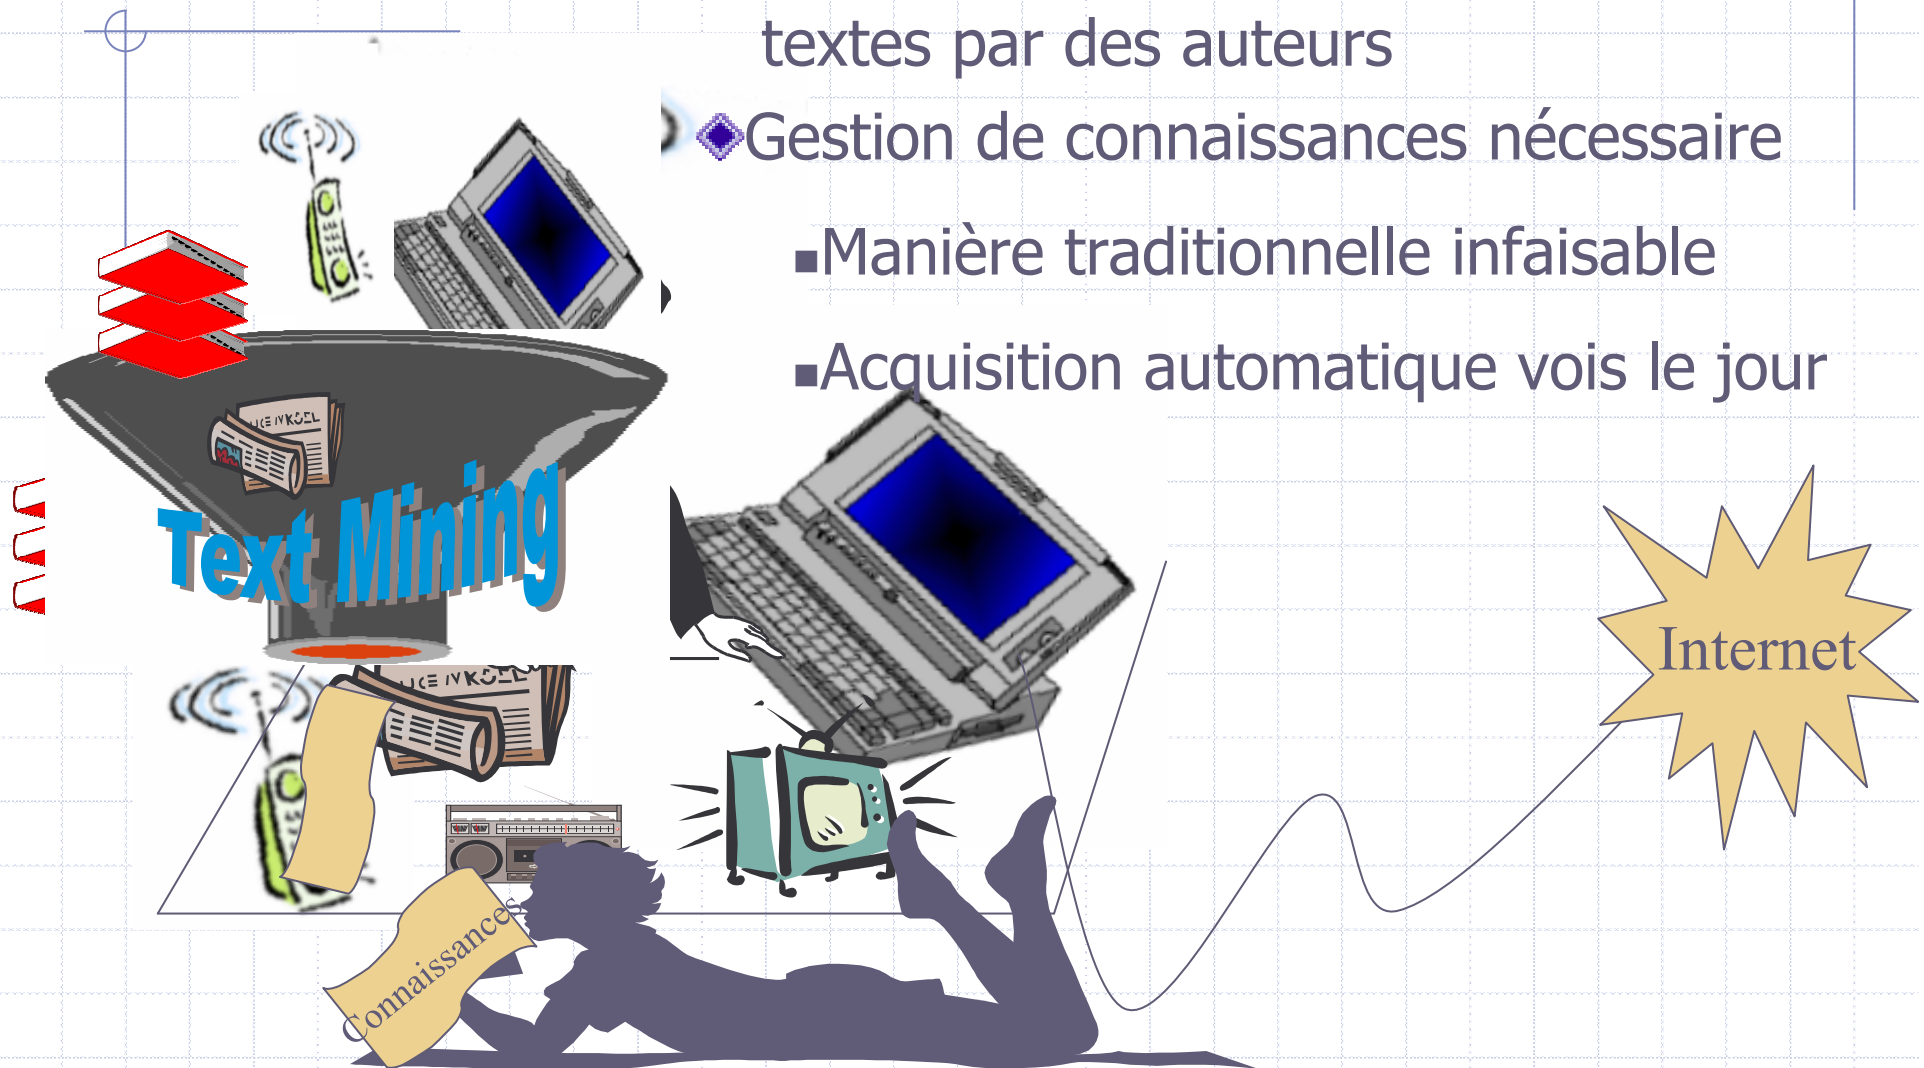 textes par des auteurs
Gestion de connaissances nécessaire
Manière traditionnelle infaisable
Acquisition automatique vois le jour
Text Mining
Internet
Connaissances